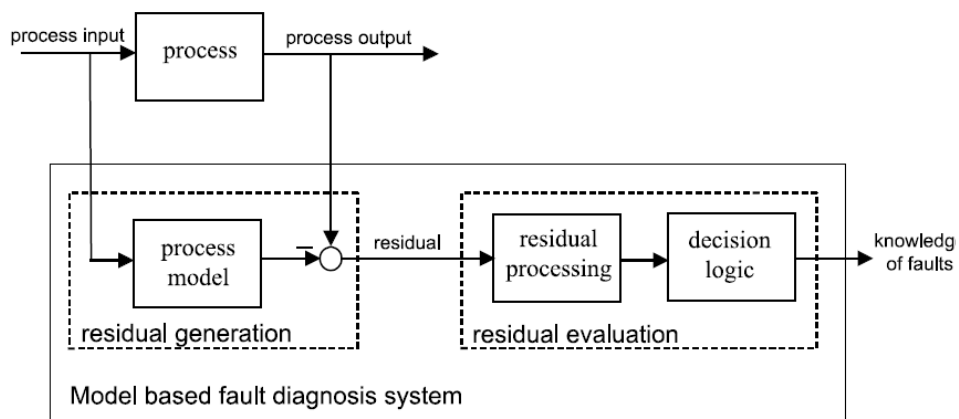 process input
process
process output
process
model
–
residual
residual
processing
decision
logic
knowledg
of faults
residual generation
residual evaluation
Model based fault diagnosis system